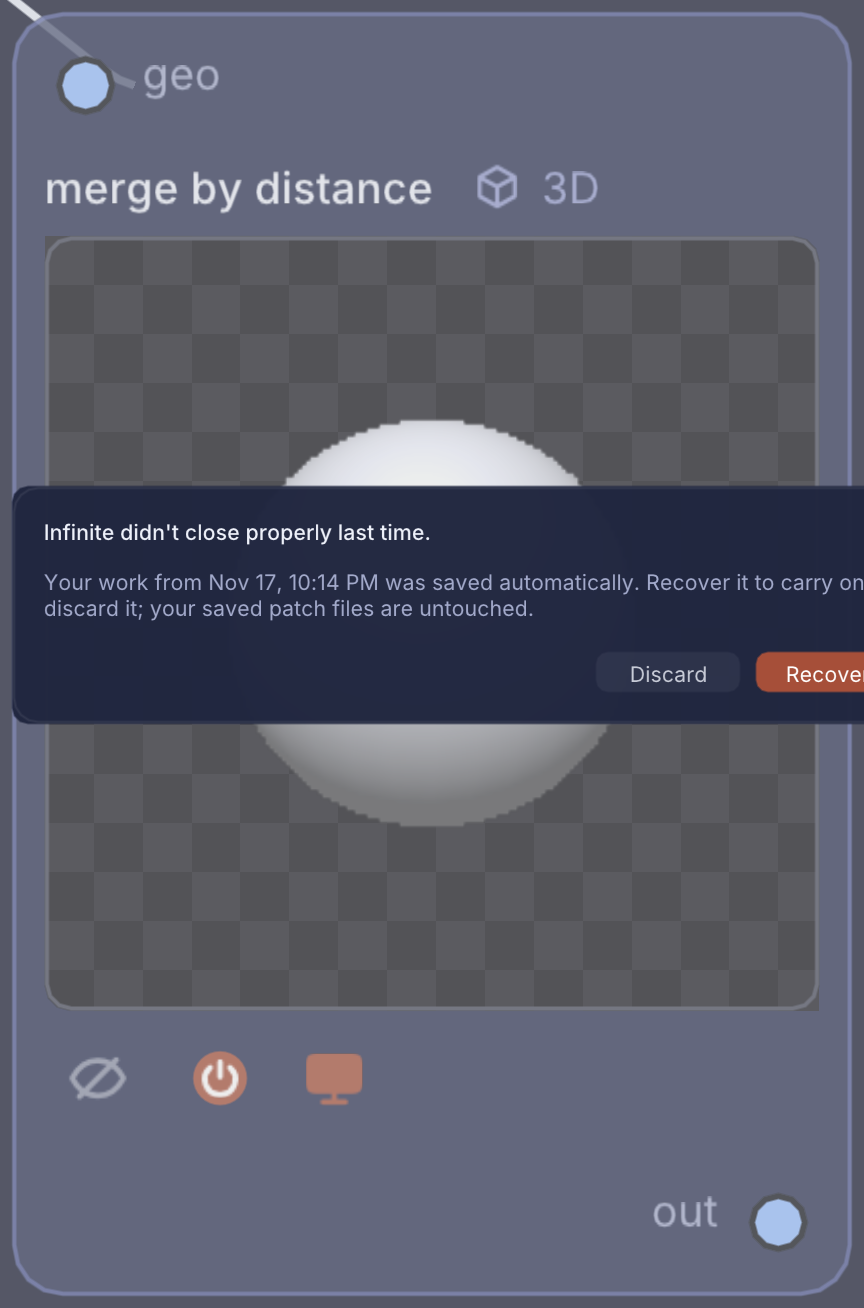 geo
merge by distance 3D
Infinite didn't close properly last time.
Your work from Nov 17, 10:14 PM was saved automatically. Recover it to carry on
discard it; your saved patch files are untouched.
Discard Recover
out